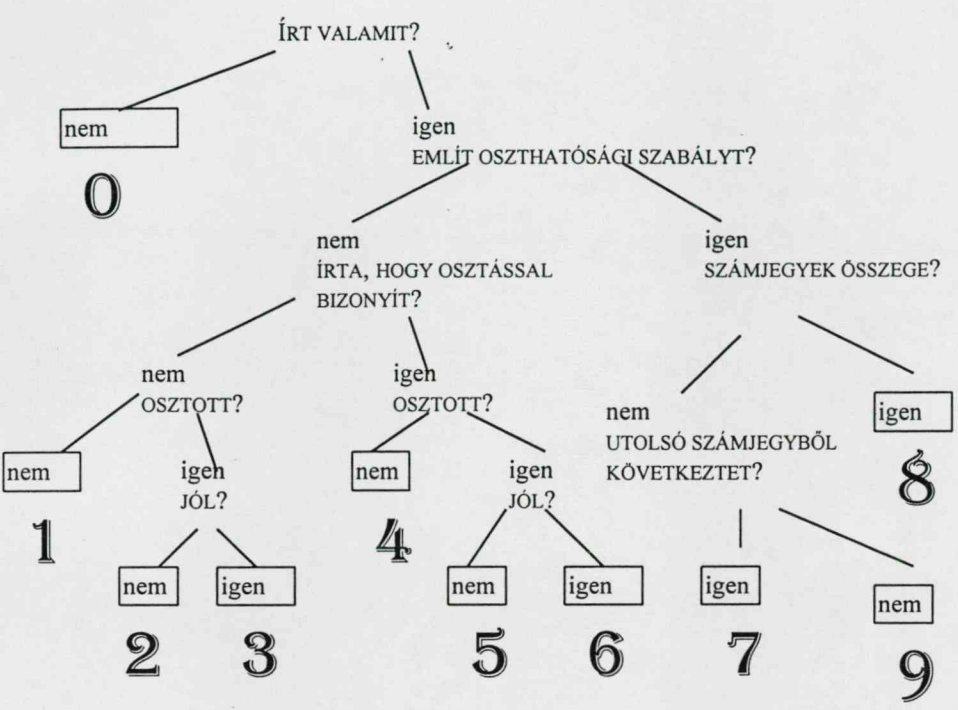 ÍRT VALAMIT?
nem
0
igen
EMLÍT OSZTHATÓSÁGI SZABÁLYT?
nem
ÍRTA, HOGY OSZTÁSSAL
BIZONYÍT?
igen
SZÁMJEGYEK ÖSSZEGE?
nem
OSZTOTT?
igen
OSZTOTT?
nem
UTOLSÓ SZÁMJEGYBŐL
KÖVETKEZTET?
igen
8
nem
1
igen
JÓL?
nem
4
igen
JÓL?
nem
2
igen
3
nem
5
igen
6
igen
7
nem
9